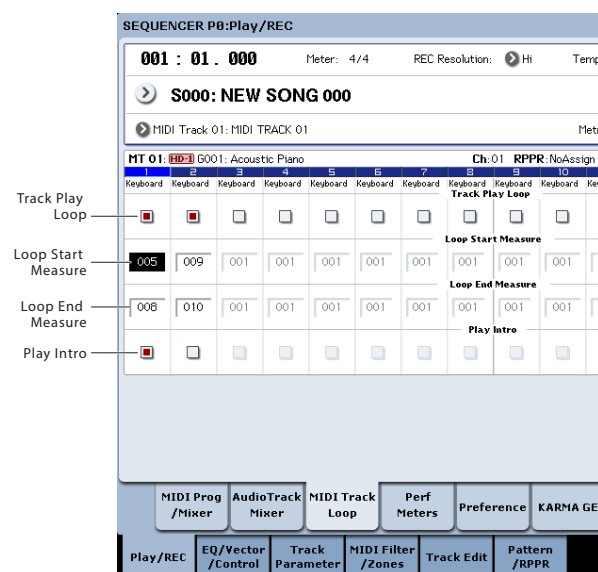 SEQUENCER P0:Play/REC
001 : 01 . 000 Meter: 4/4 REC Resolution: Hi Temp
S000: NEW SONG 000
MIDI Track 01: MIDI TRACK 01 Metr
MT 01: HD-1 G001: Acoustic Piano Ch:01 RPPR:NoAssign
1 2 3 4 5 6 7 8 9 10
Keyboard Keyboard Keyboard Keyboard Keyboard Keyboard Keyboard Keyboard Keyboard Keyboard Ke
Track Play Loop
Track Play
Loop
Loop Start Measure
Loop Start
Measure
005 009 001 001 001 001 001 001 001 001
Loop End Measure
Loop End
Measure
008 010 001 001 001 001 001 001 001 001
Play Intro
Play Intro
MIDI Prog
/Mixer
AudioTrack
Mixer
MIDI Track
Loop
Perf
Meters
Preference
KARMA GE
Play/REC
EQ/Vector
/Control
Track
Parameter
MIDI Filter
/Zones
Track Edit
Pattern
/RPPR